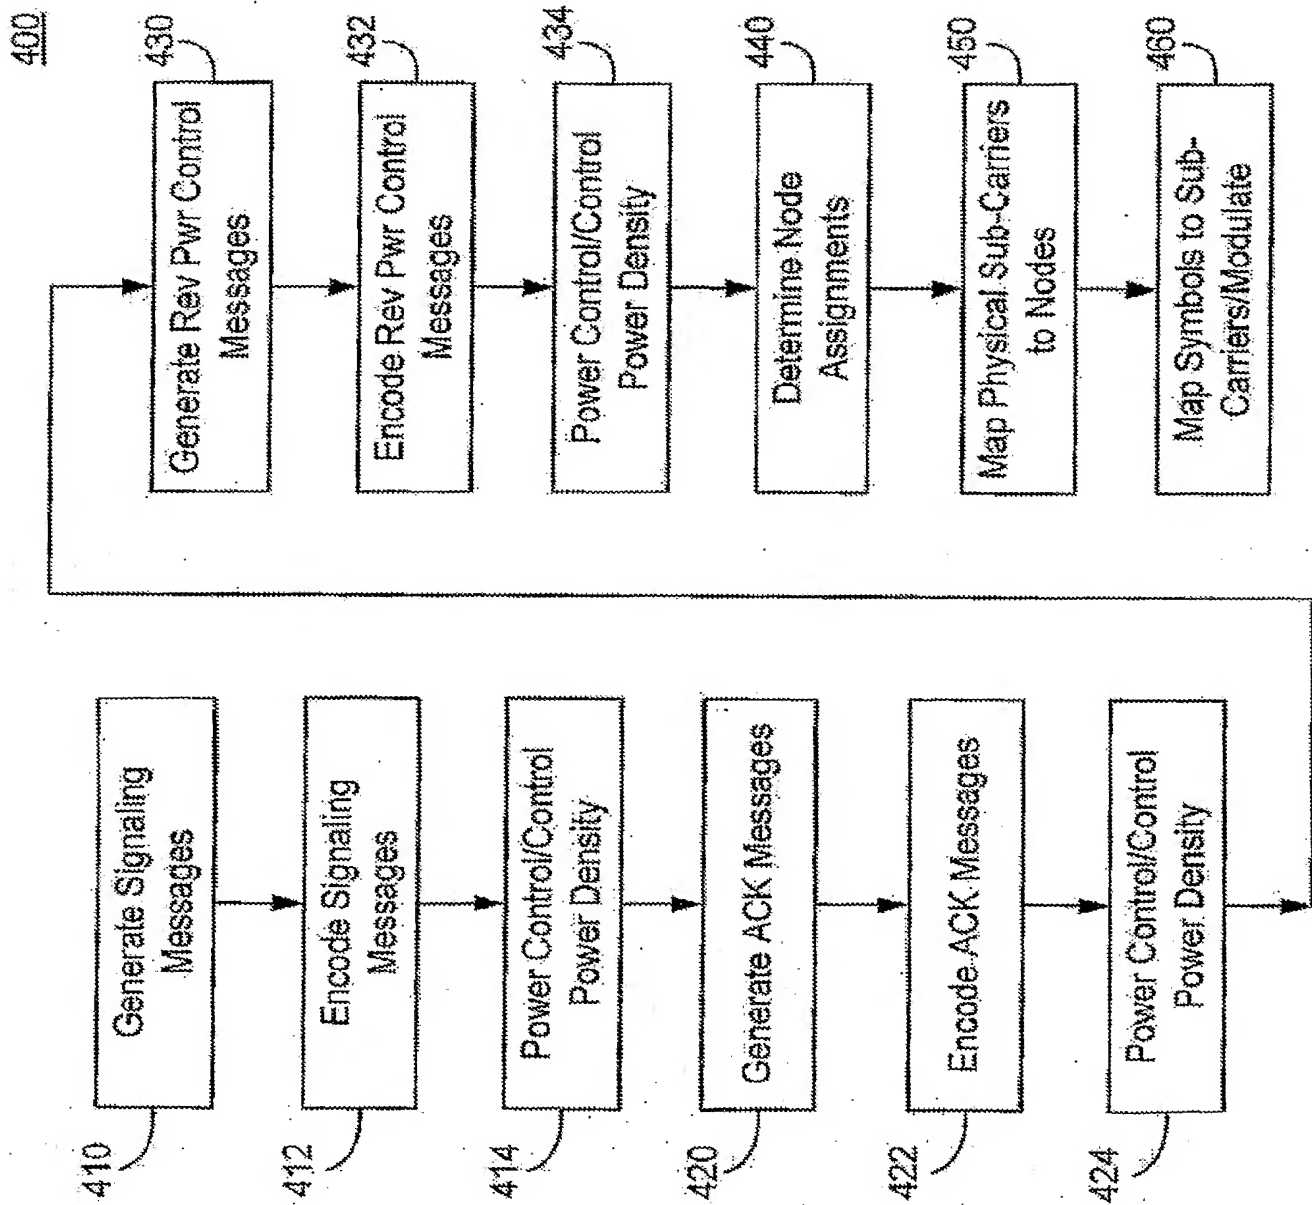 400
410
Generate Signaling
Messages
412
Encode Signaling
Messages
414
Power Control/Control
Power Density
420
Generate ACK Messages
422
Encode ACK Messages
424
Power Control/Control
Power Density
430
Generate Rev Pwr Control
Messages
432
Encode Rev Pwr Control
Messages
434
Power Control/Control
Power Density
440
Determine Node
Assignments
450
Map Physical Sub-Carriers
to Nodes
460
Map Symbols to Sub-
Carriers/Modulate